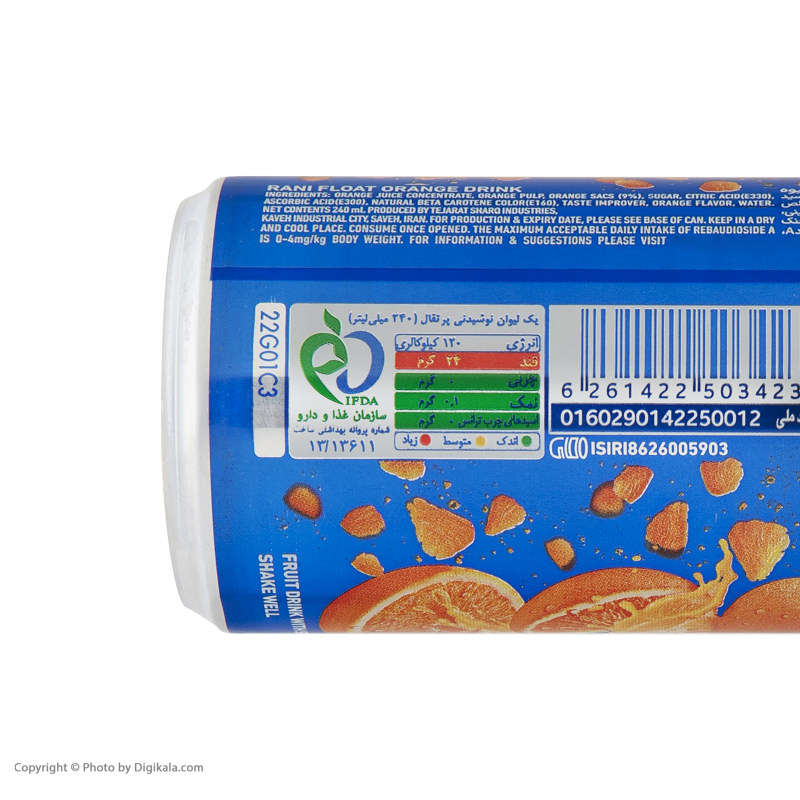 RANI FLOAT ORANGE DRINK
INGREDIENTS: ORANGE JUICE CONCENTRATE, ORANGE PULP, ORANGE SACS (9%), SUGAR, CITRIC ACID(E330),
ASCORBIC ACID(E300), NATURAL BETA CAROTENE COLOR(E160), TASTE IMPROVER, ORANGE FLAVOR, WATER.
NET CONTENTS 240 ml. PRODUCED BY TEJARAT SHARQ INDUSTRIES,
KAVEH INDUSTRIAL CITY, SAVEH, IRAN. FOR PRODUCTION & EXPIRY DATE, PLEASE SEE BASE OF CAN. KEEP IN A DRY
AND COOL PLACE. CONSUME ONCE OPENED. THE MAXIMUM ACCEPTABLE DAILY INTAKE OF REBAUDIOSIDE A
IS 0-4mg/kg BODY WEIGHT. FOR INFORMATION & SUGGESTIONS PLEASE VISIT
22G01C3
یک لیوان نوشیدنی پرتقال (۲۴۰ میلی‌لیتر)
انرژی ۱۲۰ کیلوکالری
قند ۲۴ گرم
چربی ۰ گرم
نمک ۰.۱ گرم
اسیدهای چرب ترانس ۰ گرم
اندک متوسط زیاد
IFDA
سازمان غذا و دارو
شماره پروانه بهداشتی ساخت
۱۳/۱۳۶۱۱
6 261422 503423
0160290142250012
ISIRI8626005903
FRUIT DRINK WITH
SHAKE WELL
Copyright © Photo by Digikala.com